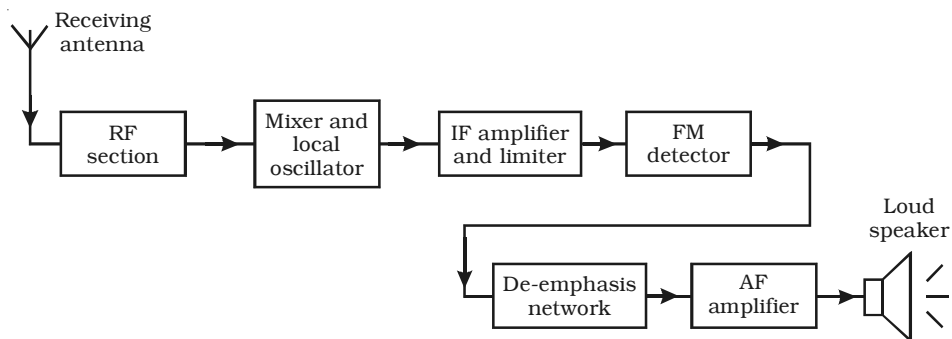 Receiving
antenna
RF
section
Mixer and
local
oscillator
IF amplifier
and limiter
FM
detector
Loud
speaker
De-emphasis
network
AF
amplifier